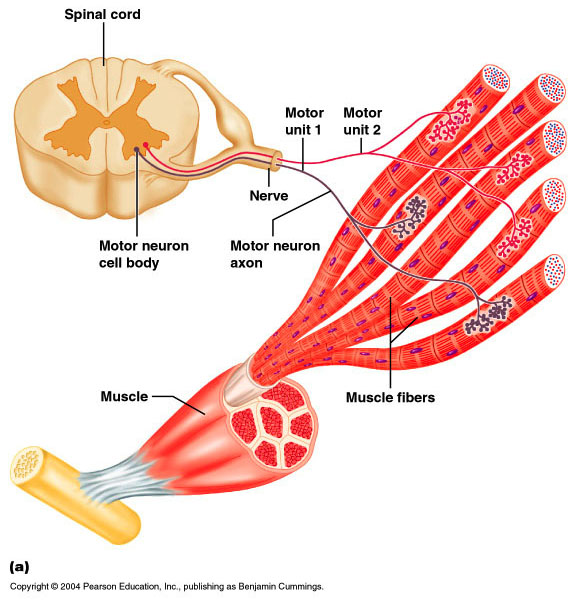 Spinal cord
Motor
unit 1
Motor
unit 2
Nerve
Motor neuron
cell body
Motor neuron
axon
Muscle
Muscle fibers
(a)
Copyright © 2004 Pearson Education, Inc., publishing as Benjamin Cummings.